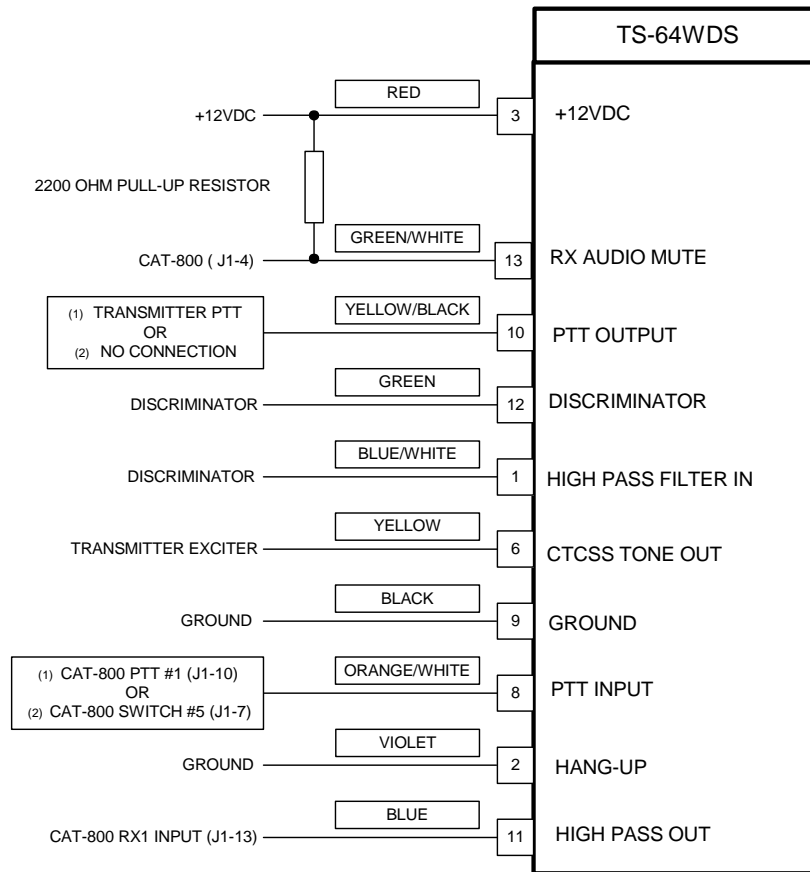 TS-64WDS
RED
+12VDC
3
+12VDC
2200 OHM PULL-UP RESISTOR
GREEN/WHITE
CAT-800 ( J1-4)
13
RX AUDIO MUTE
(1) TRANSMITTER PTT
OR
(2) NO CONNECTION
YELLOW/BLACK
10
PTT OUTPUT
GREEN
DISCRIMINATOR
12
DISCRIMINATOR
BLUE/WHITE
DISCRIMINATOR
1
HIGH PASS FILTER IN
YELLOW
TRANSMITTER EXCITER
6
CTCSS TONE OUT
BLACK
GROUND
9
GROUND
(1) CAT-800 PTT #1 (J1-10)
OR
(2) CAT-800 SWITCH #5 (J1-7)
ORANGE/WHITE
8
PTT INPUT
VIOLET
GROUND
2
HANG-UP
BLUE
CAT-800 RX1 INPUT (J1-13)
11
HIGH PASS OUT